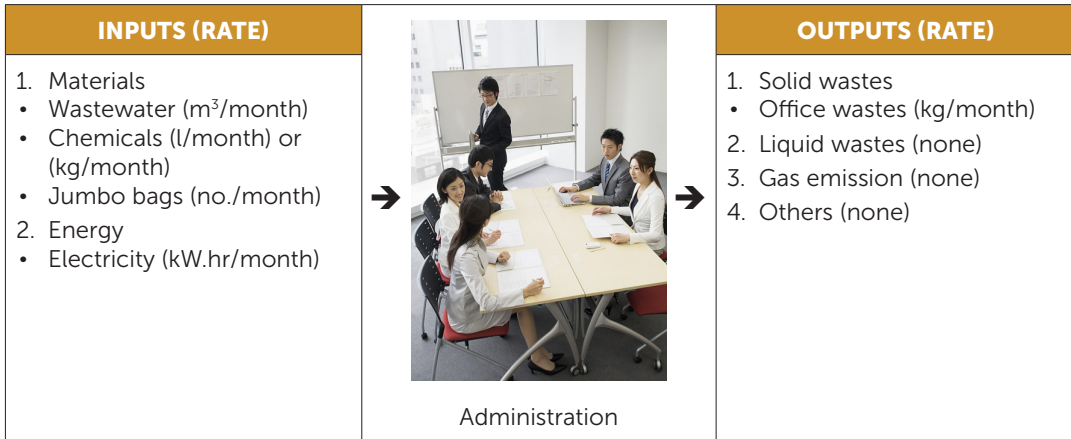 INPUTS (RATE)
1. Materials
• Wastewater (m³/month)
• Chemicals (l/month) or
(kg/month)
• Jumbo bags (no./month)
2. Energy
• Electricity (kW.hr/month)
➔
Administration
➔
OUTPUTS (RATE)
1. Solid wastes
• Office wastes (kg/month)
2. Liquid wastes (none)
3. Gas emission (none)
4. Others (none)